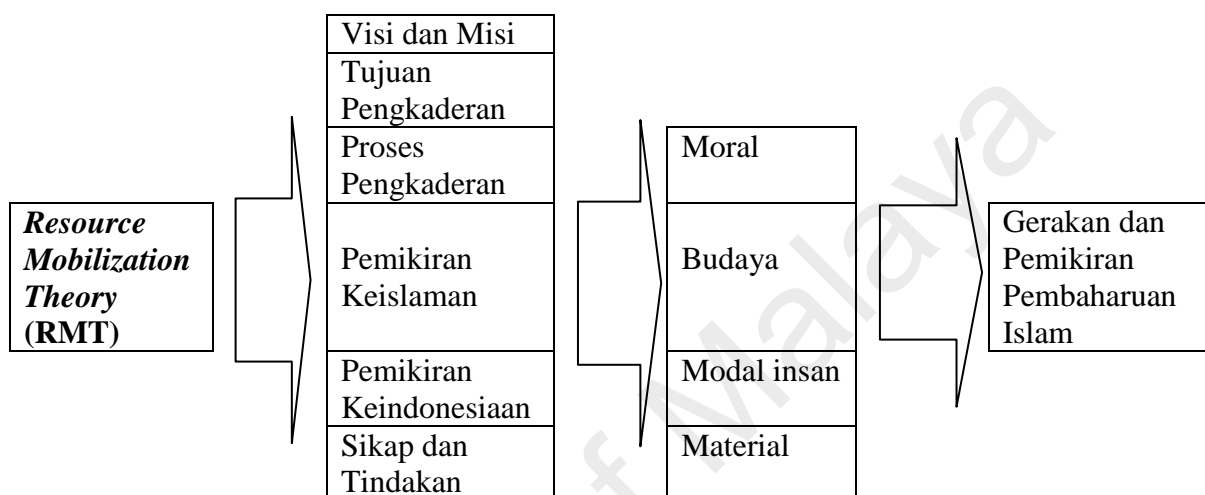 Resource
Mobilization
Theory
(RMT)
Visi dan Misi
Tujuan
Pengkaderan
Proses
Pengkaderan
Pemikiran
Keislaman
Pemikiran
Keindonesiaan
Sikap dan
Tindakan
Moral
Budaya
Modal insan
Material
Gerakan dan
Pemikiran
Pembaharuan
Islam
f Malaya